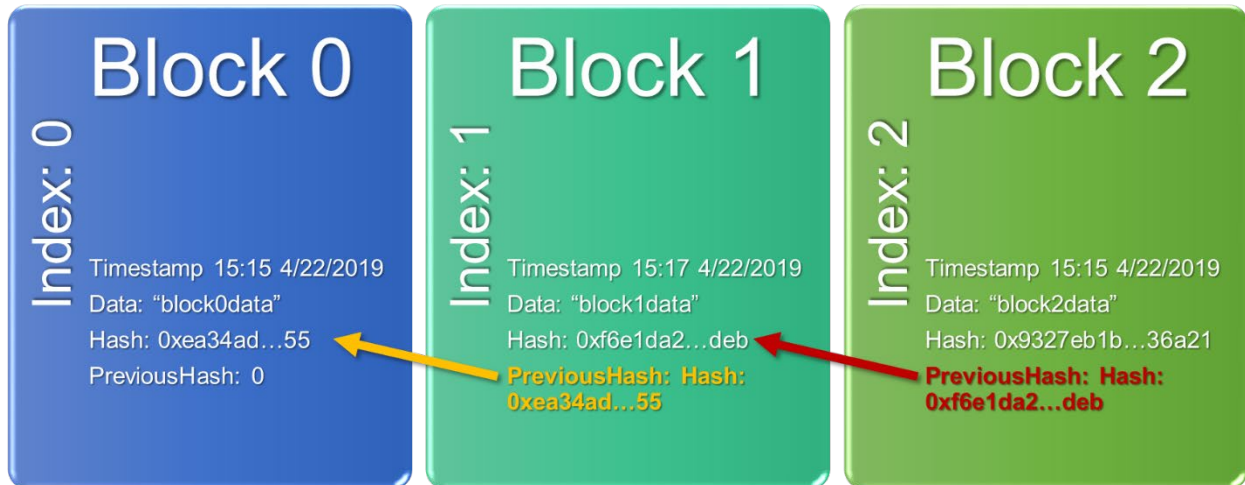 Block 0
Index: 0
Timestamp 15:15 4/22/2019
Data: “block0data”
Hash: 0xea34ad...55
PreviousHash: 0
Block 1
Index: 1
Timestamp 15:17 4/22/2019
Data: “block1data”
Hash: 0xf6e1da2...deb
PreviousHash: Hash:
0xea34ad...55
Block 2
Index: 2
Timestamp 15:15 4/22/2019
Data: “block2data”
Hash: 0x9327eb1b...36a21
PreviousHash: Hash:
0xf6e1da2...deb